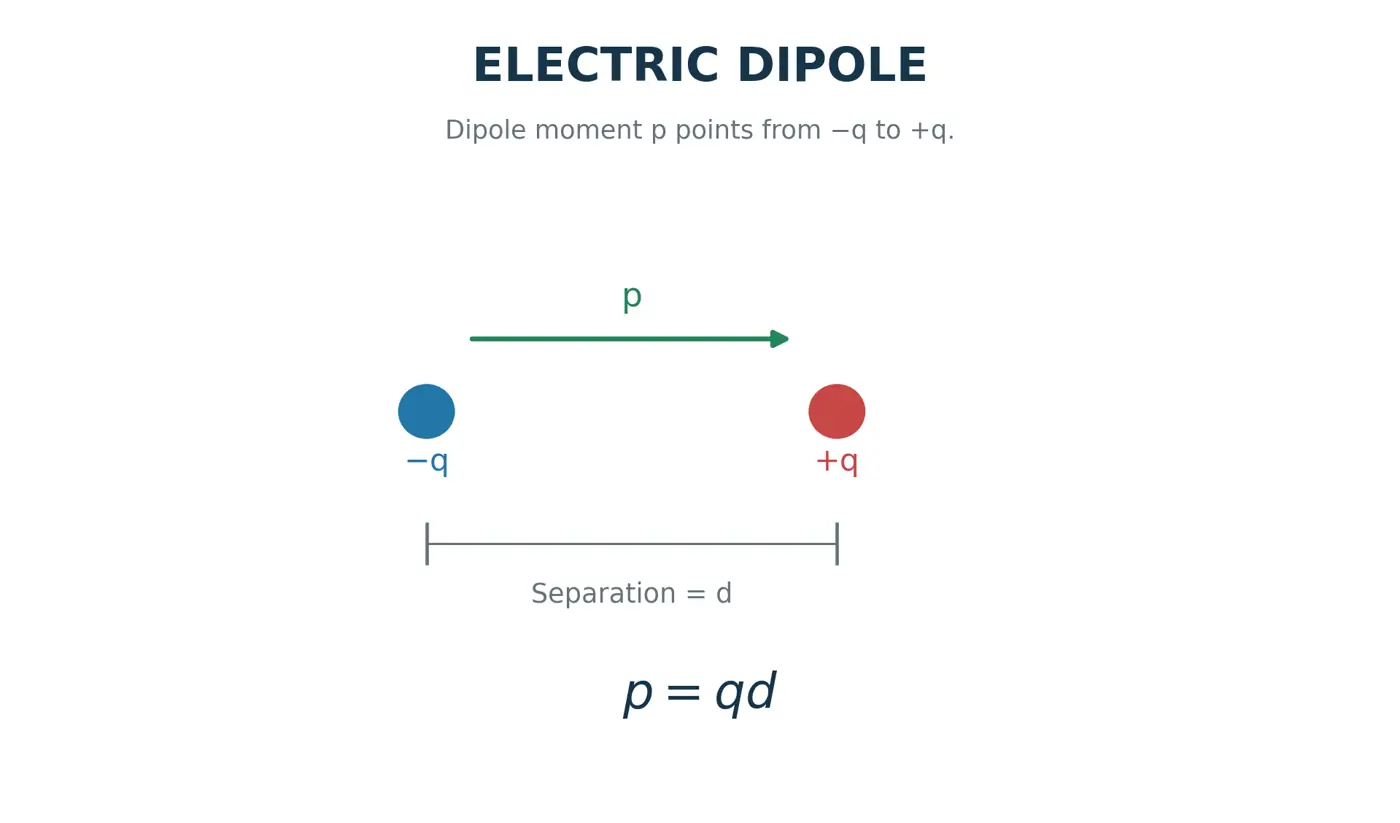 ELECTRIC DIPOLE
Dipole moment p points from −q to +q.
p
−q
+q
Separation = d
p = qd